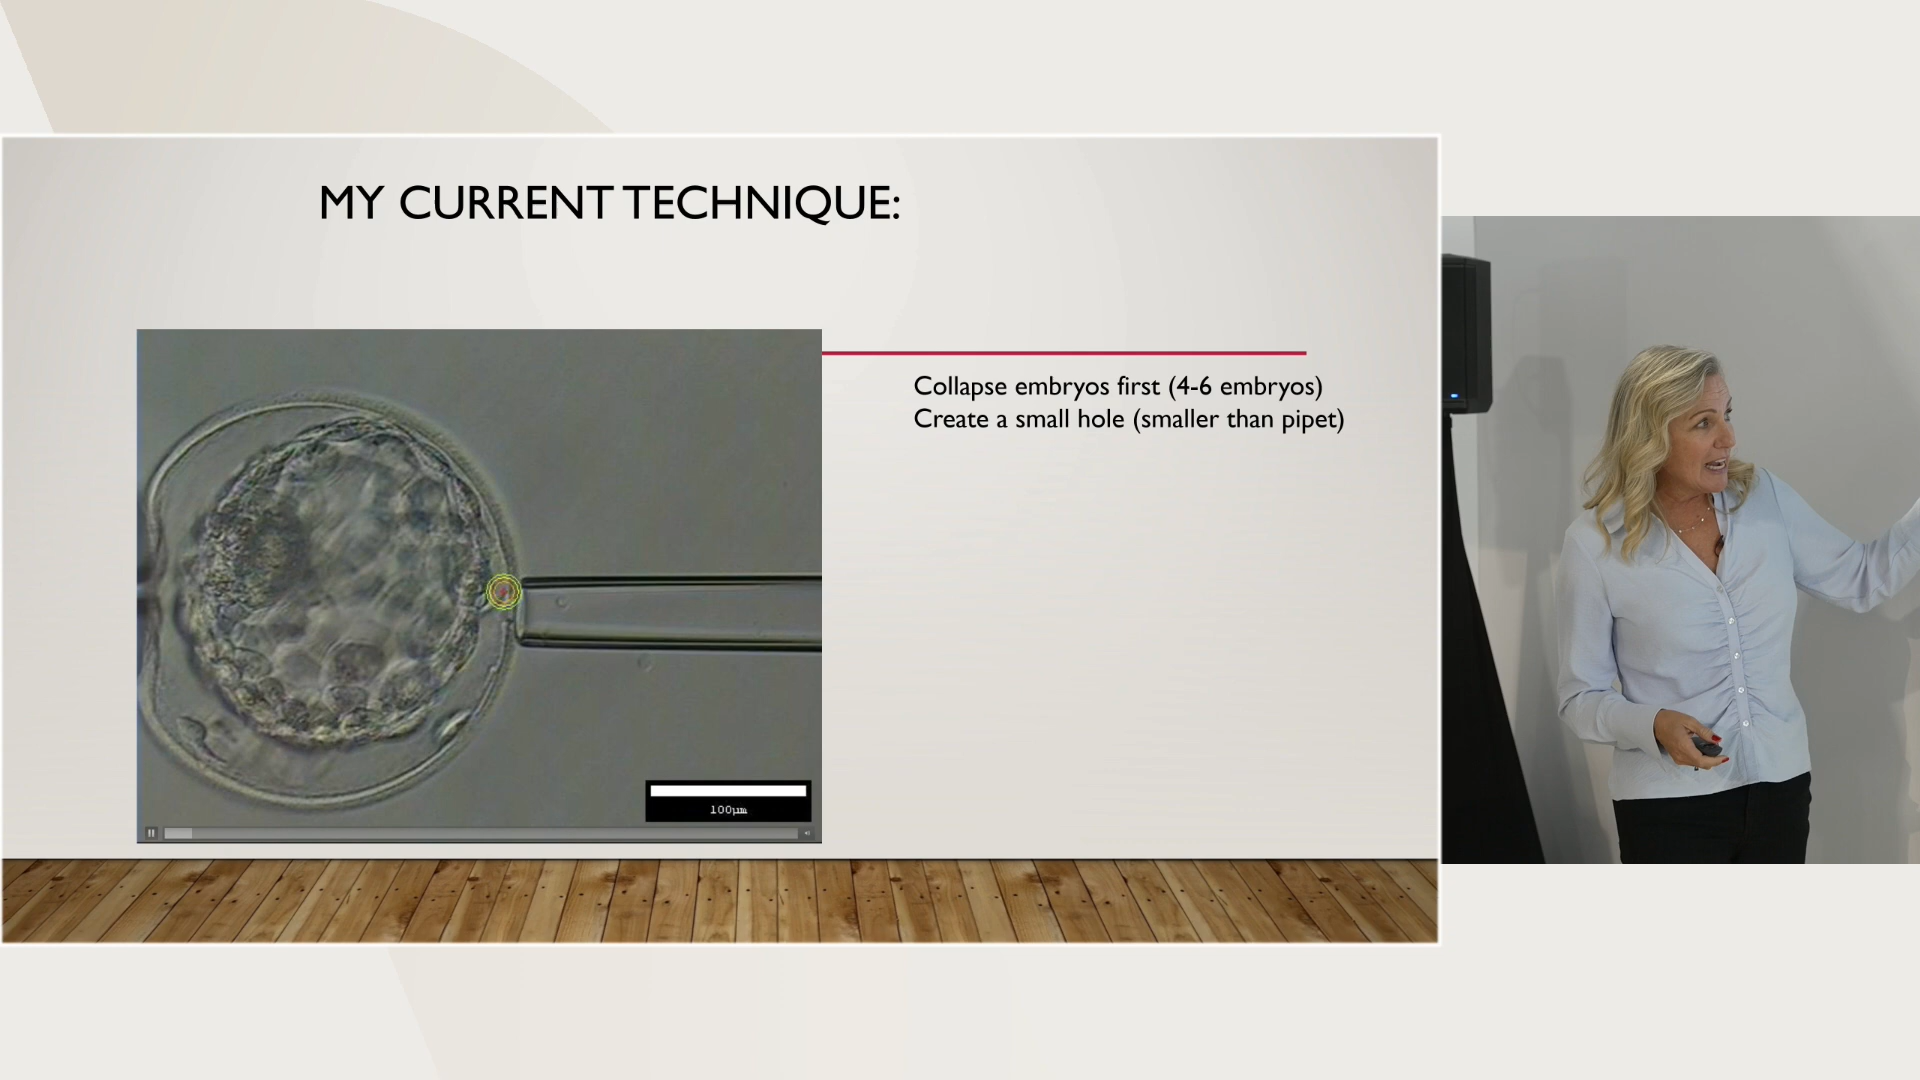 MY CURRENT TECHNIQUE:
Collapse embryos first (4-6 embryos)
Create a small hole (smaller than pipet)
100µm